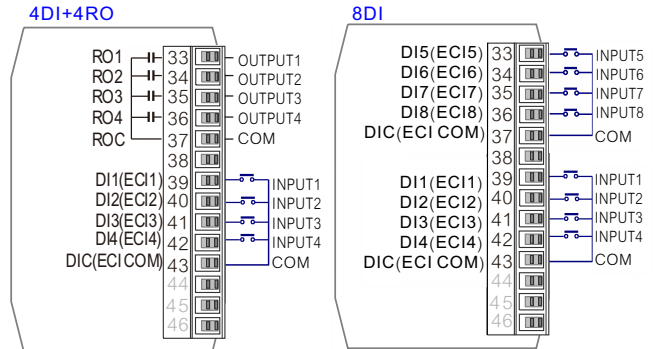 4DI+4RO
RO1 33 OUTPUT1
RO2 34 OUTPUT2
RO3 35 OUTPUT3
RO4 36 OUTPUT4
ROC 37 COM
38
DI1(ECI1) 39 INPUT1
DI2(ECI2) 40 INPUT2
DI3(ECI3) 41 INPUT3
DI4(ECI4) 42 INPUT4
DIC(ECI COM) 43 COM
44
45
46
8DI
DI5(ECI5) 33 INPUT5
DI6(ECI6) 34 INPUT6
DI7(ECI7) 35 INPUT7
DI8(ECI8) 36 INPUT8
DIC(ECI COM) 37 COM
38
DI1(ECI1) 39 INPUT1
DI2(ECI2) 40 INPUT2
DI3(ECI3) 41 INPUT3
DI4(ECI4) 42 INPUT4
DIC(ECI COM) 43 COM
44
45
46